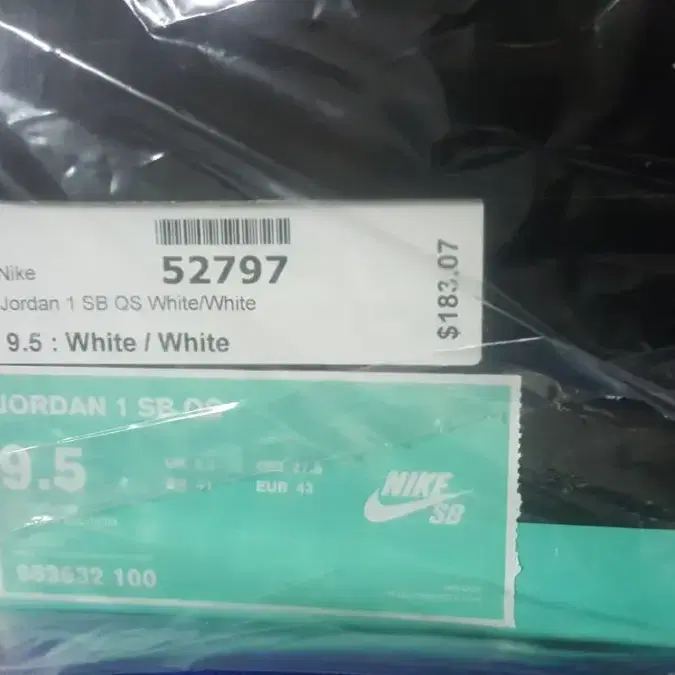 52797
Nike
Jordan 1 SB QS White/White
9.5 : White / White
$183.07
JORDAN 1 SB QS
9.5
EUR 43
NIKE
SB
100